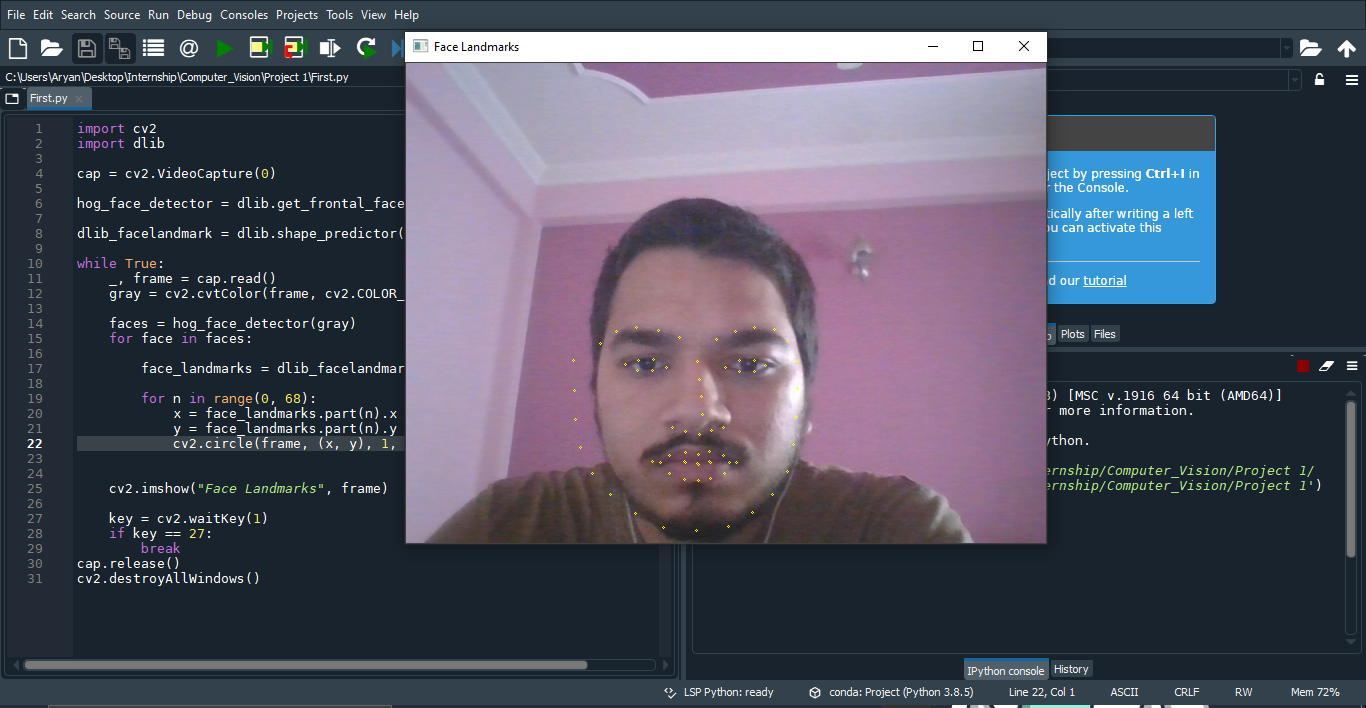 File Edit Search Source Run Debug Consoles Projects Tools View Help
Face Landmarks
C:\Users\Aryan\Desktop\Internship\Computer_Vision\Project 1\First.py
First.py
1 import cv2
2 import dlib
3
4 cap = cv2.VideoCapture(0)
5
6 hog_face_detector = dlib.get_frontal_face
7
8 dlib_facelandmark = dlib.shape_predictor(
9
10 while True:
11 _, frame = cap.read()
12 gray = cv2.cvtColor(frame, cv2.COLOR_
13
14 faces = hog_face_detector(gray)
15 for face in faces:
16
17 face_landmarks = dlib_facelandmar
18
19 for n in range(0, 68):
20 x = face_landmarks.part(n).x
21 y = face_landmarks.part(n).y
22 cv2.circle(frame, (x, y), 1,
23
24
25 cv2.imshow("Face Landmarks", frame)
26
27 key = cv2.waitKey(1)
28 if key == 27:
29 break
30 cap.release()
31 cv2.destroyAllWindows()
ject by pressing Ctrl+I in
r the Console.
tically after writing a left
ou can activate this
d our tutorial
Plots Files
) [MSC v.1916 64 bit (AMD64)]
r more information.
ython.
ernship/Computer_Vision/Project 1/
ernship/Computer_Vision/Project 1')
IPython console History
LSP Python: ready conda: Project (Python 3.8.5) Line 22, Col 1 ASCII CRLF RW Mem 72%